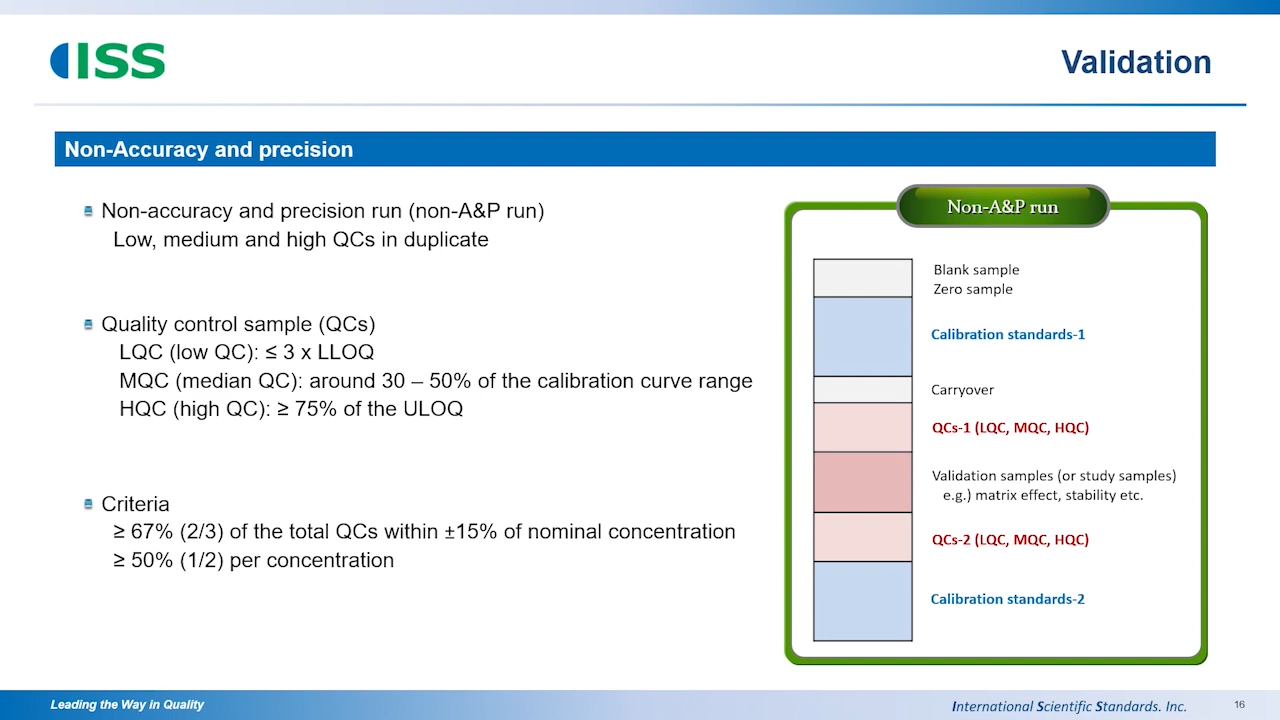 ISS
Validation
Non-Accuracy and precision
Non-accuracy and precision run (non-A&P run)
Low, medium and high QCs in duplicate
Quality control sample (QCs)
LQC (low QC): ≤ 3 x LLOQ
MQC (median QC): around 30 – 50% of the calibration curve range
HQC (high QC): ≥ 75% of the ULOQ
Criteria
≥ 67% (2/3) of the total QCs within ±15% of nominal concentration
≥ 50% (1/2) per concentration
Non-A&P run
Blank sample
Zero sample
Calibration standards-1
Carryover
QCs-1 (LQC, MQC, HQC)
Validation samples (or study samples)
e.g.) matrix effect, stability etc.
QCs-2 (LQC, MQC, HQC)
Calibration standards-2
Leading the Way in Quality
International Scientific Standards. Inc.
16